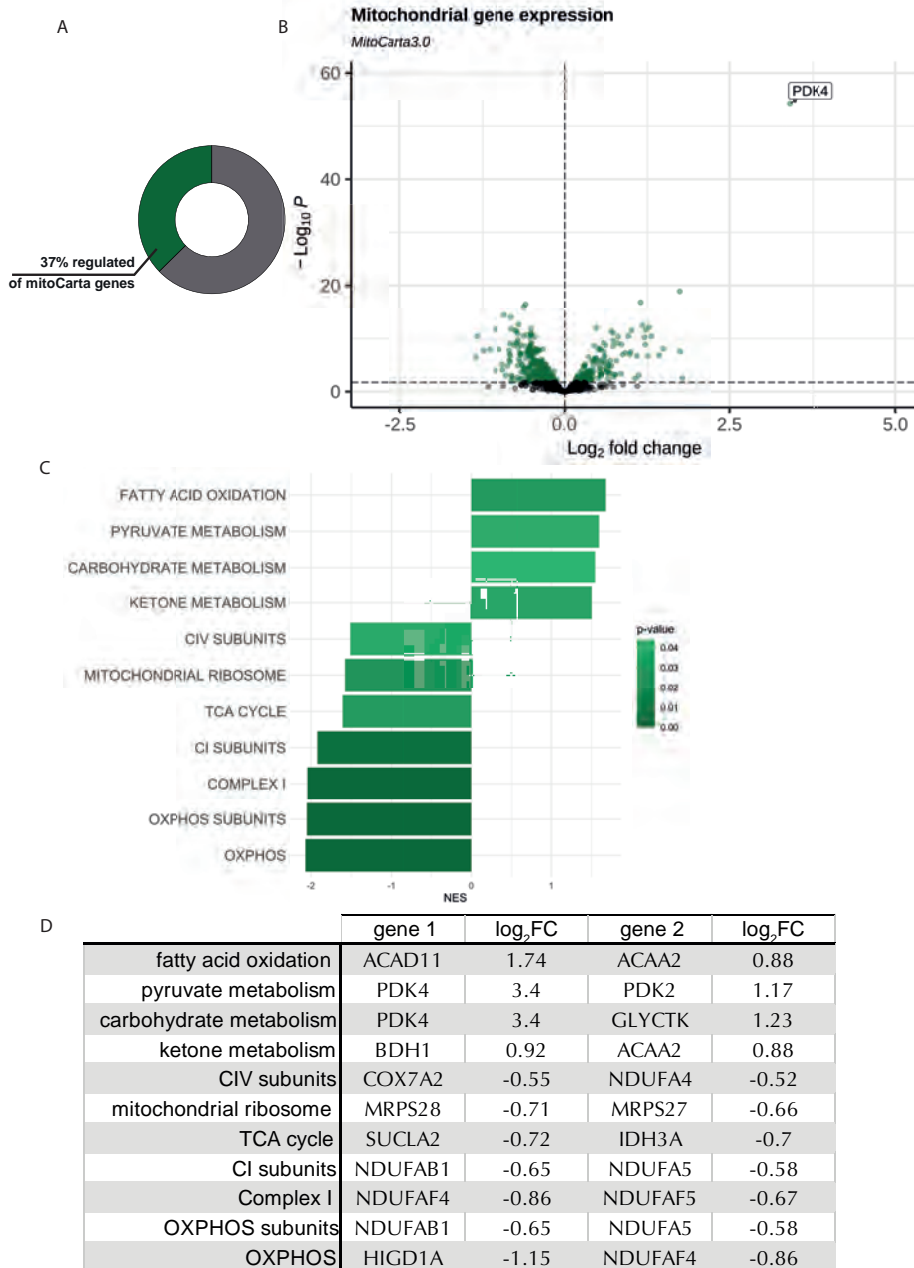 A
B
Mitochondrial gene expression
MitoCarta3.0
60
40
20
0
− Log10 P
PDK4
-2.5
0.0
2.5
5.0
Log2 fold change
37% regulated
of mitoCarta genes
C
FATTY ACID OXIDATION
PYRUVATE METABOLISM
CARBOHYDRATE METABOLISM
KETONE METABOLISM
CIV SUBUNITS
MITOCHONDRIAL RIBOSOME
TCA CYCLE
CI SUBUNITS
COMPLEX I
OXPHOS SUBUNITS
OXPHOS
-2
-1
0
1
NES
p-value
0.04
0.03
0.02
0.01
0.00
D
gene 1 log2FC gene 2 log2FC
fatty acid oxidation ACAD11 1.74 ACAA2 0.88
pyruvate metabolism PDK4 3.4 PDK2 1.17
carbohydrate metabolism PDK4 3.4 GLYCTK 1.23
ketone metabolism BDH1 0.92 ACAA2 0.88
CIV subunits COX7A2 -0.55 NDUFA4 -0.52
mitochondrial ribosome MRPS28 -0.71 MRPS27 -0.66
TCA cycle SUCLA2 -0.72 IDH3A -0.7
CI subunits NDUFAB1 -0.65 NDUFA5 -0.58
Complex I NDUFAF4 -0.86 NDUFAF5 -0.67
OXPHOS subunits NDUFAB1 -0.65 NDUFA5 -0.58
OXPHOS HIGD1A -1.15 NDUFAF4 -0.86